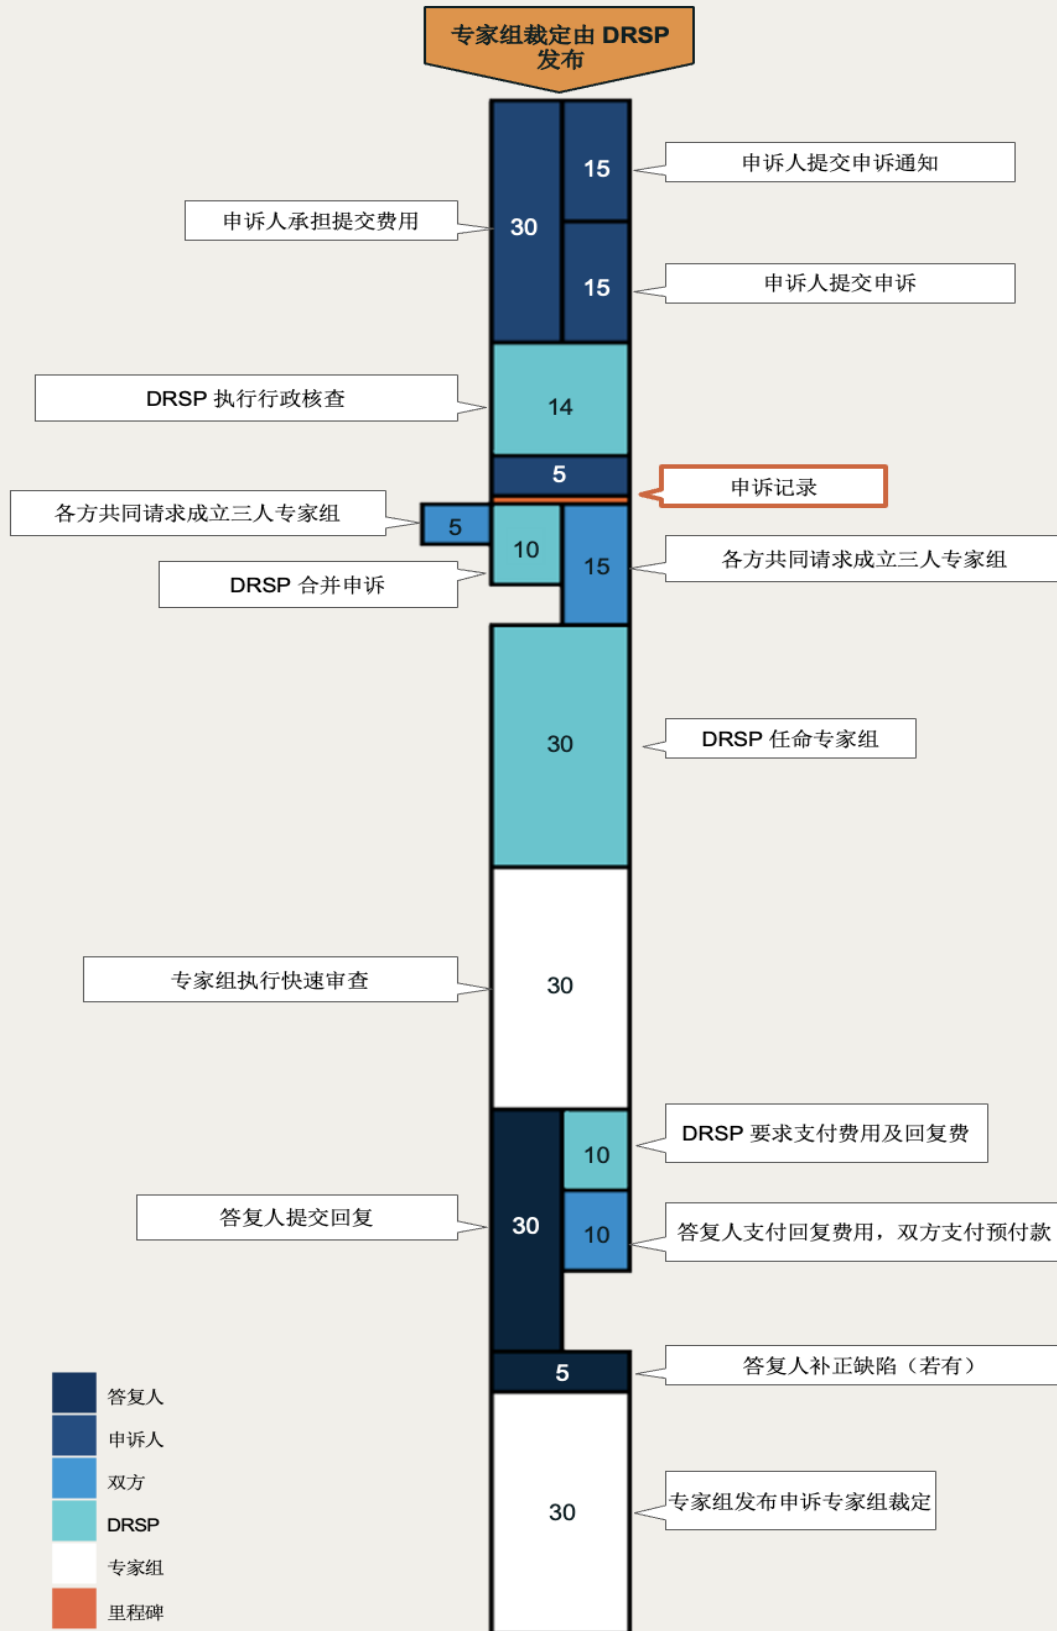 专家组裁定由 DRSP
发布
15
申诉人提交申诉通知
申诉人承担提交费用
30
15
申诉人提交申诉
DRSP 执行行政核查
14
5
申诉记录
各方共同请求成立三人专家组
5
10
15
各方共同请求成立三人专家组
DRSP 合并申诉
30
DRSP 任命专家组
专家组执行快速审查
30
10
DRSP 要求支付费用及回复费
答复人提交回复
30
10
答复人支付回复费用，双方支付预付款
5
答复人补正缺陷（若有）
30
专家组发布申诉专家组裁定
答复人
申诉人
双方
DRSP
专家组
里程碑